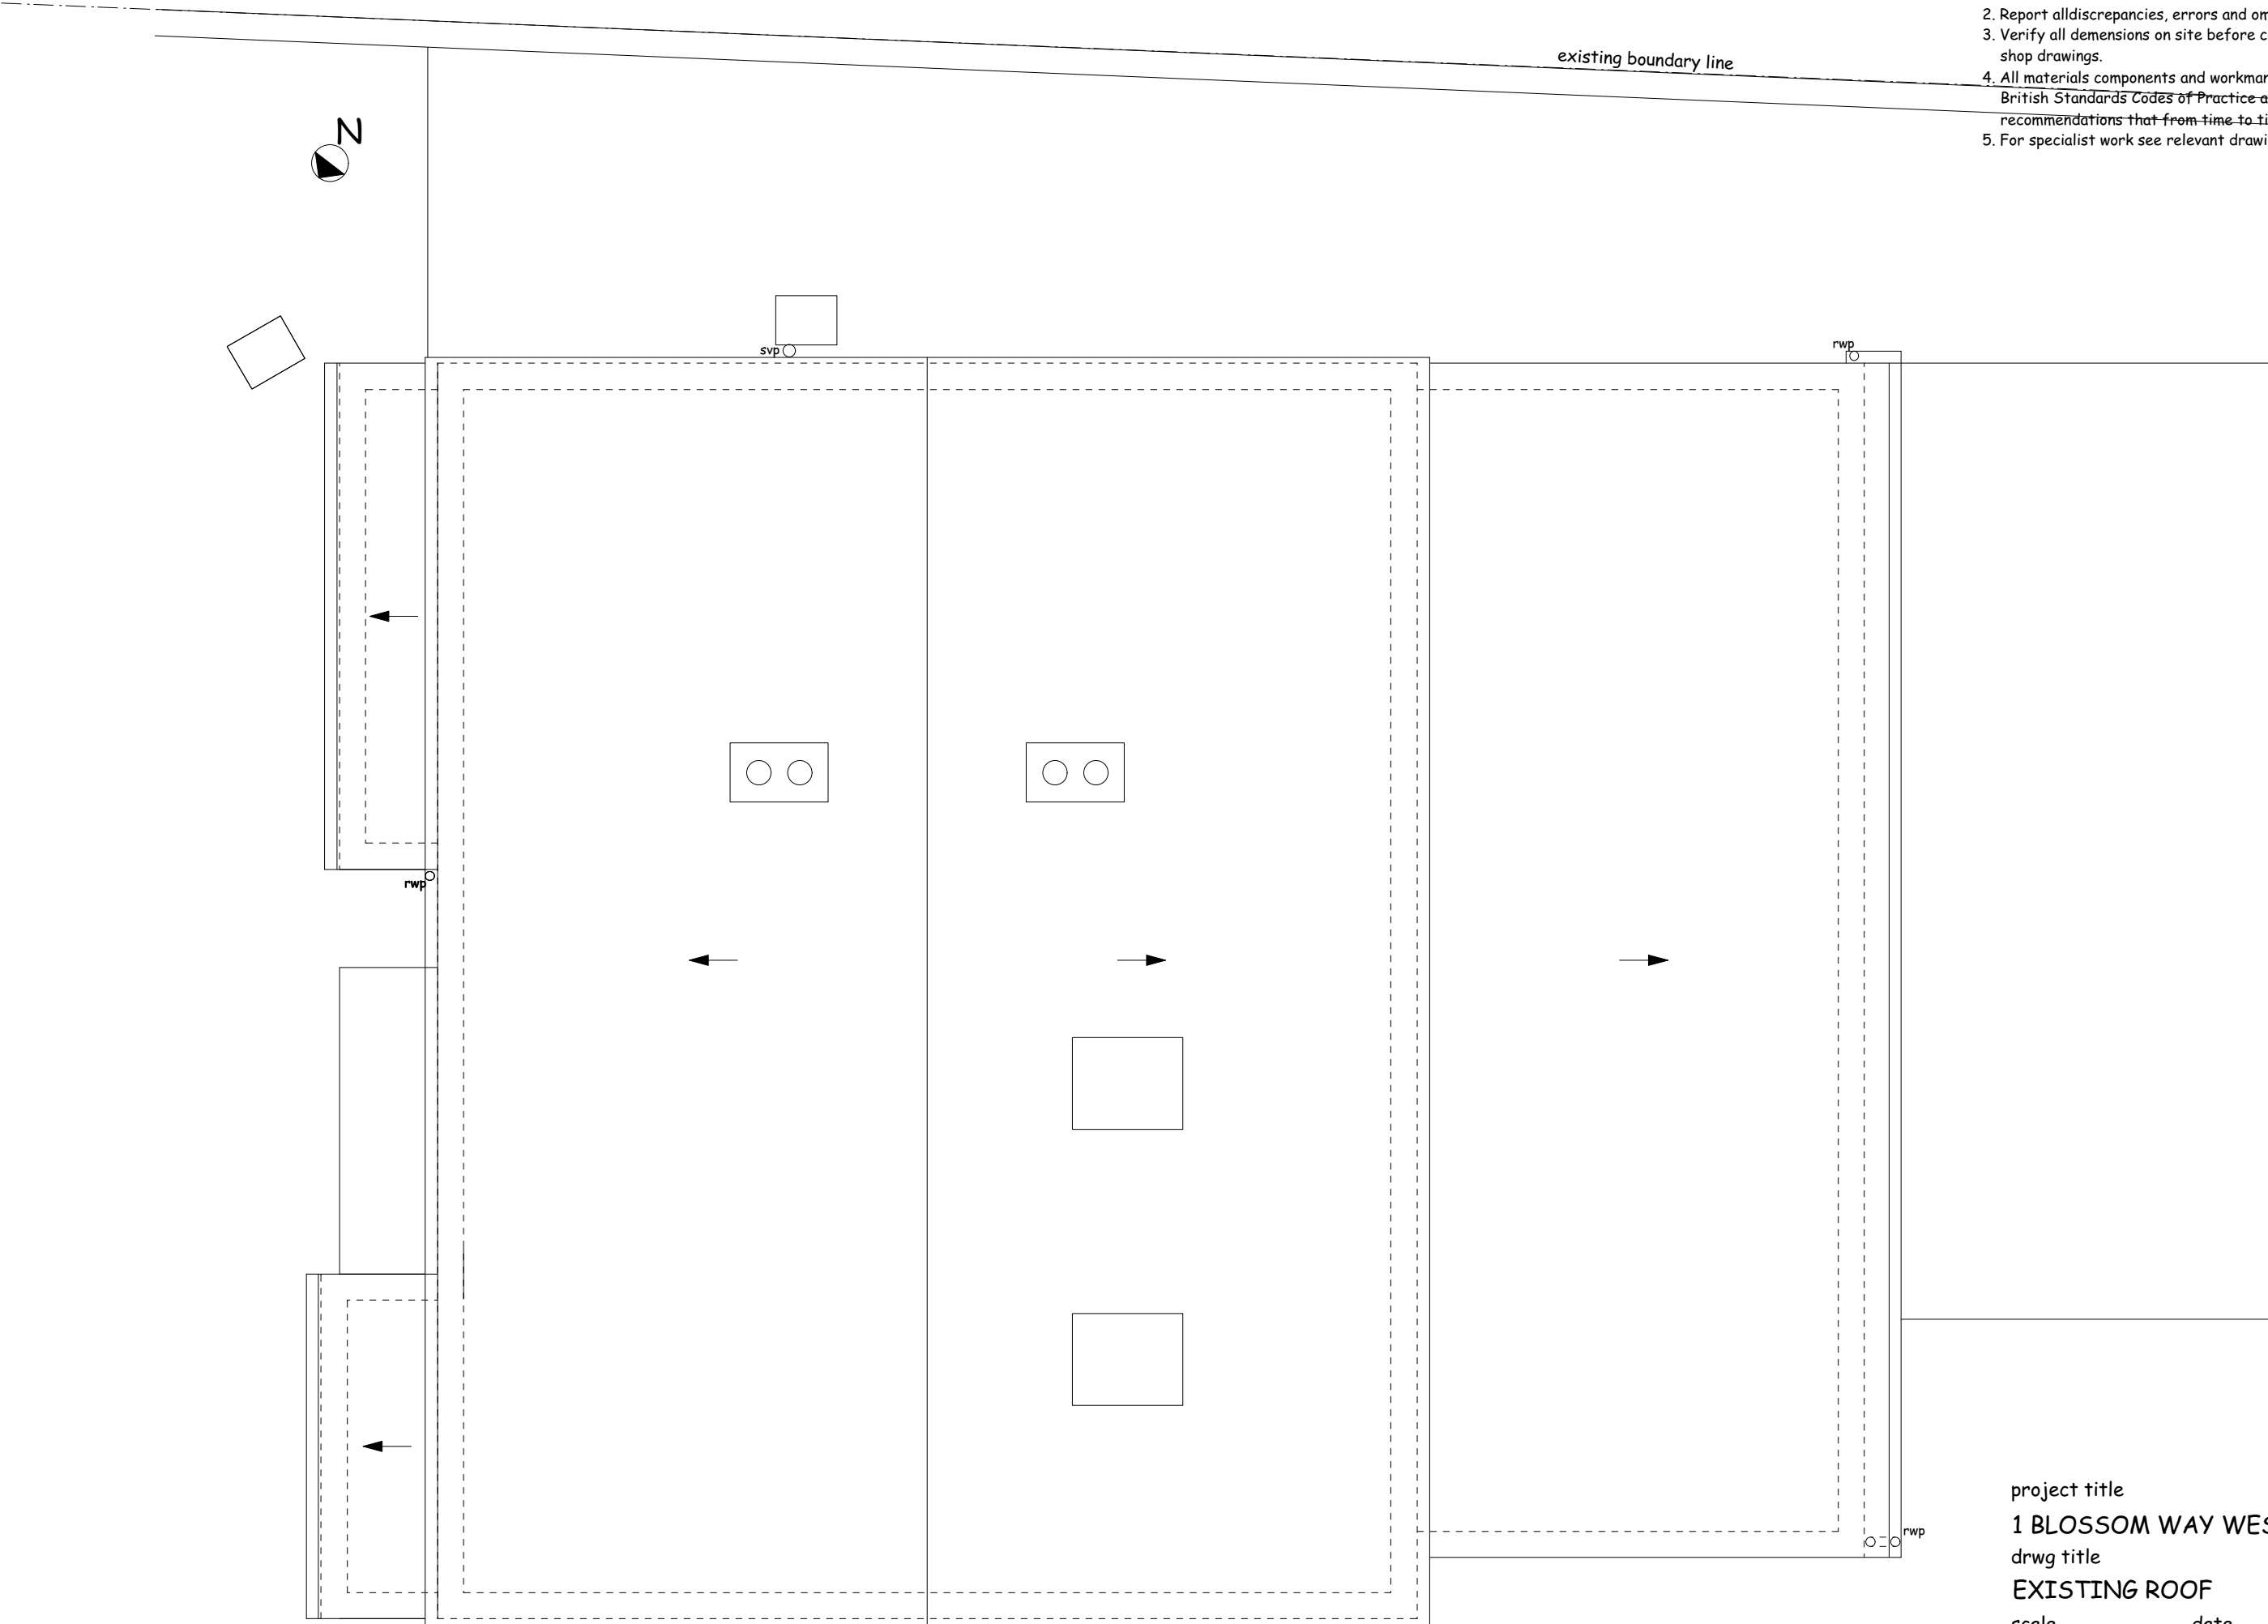 2. Report alldiscrepancies, errors and om
3. Verify all demensions on site before c
shop drawings.
4. All materials components and workman
British Standards Codes of Practice a
recommendations that from time to ti
5. For specialist work see relevant drawi
existing boundary line
N
svp
rwp
rwp
rwp
project title
1 BLOSSOM WAY WES
drwg title
EXISTING ROOF
scale date